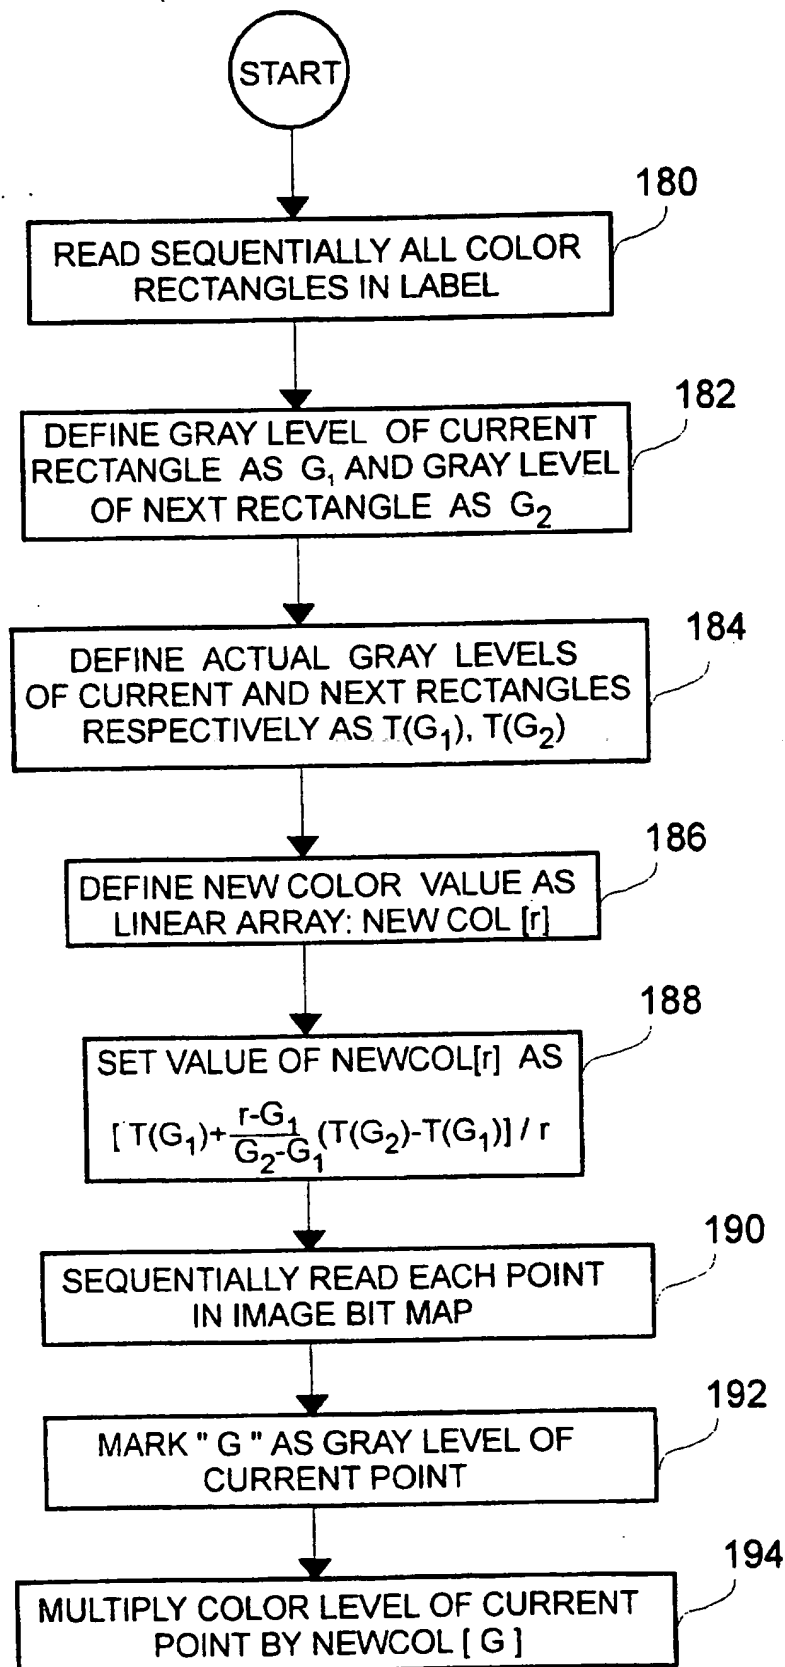 START
180
READ SEQUENTIALLY ALL COLOR
RECTANGLES IN LABEL
182
DEFINE GRAY LEVEL OF CURRENT
RECTANGLE AS G₁ AND GRAY LEVEL
OF NEXT RECTANGLE AS G₂
184
DEFINE ACTUAL GRAY LEVELS
OF CURRENT AND NEXT RECTANGLES
RESPECTIVELY AS T(G₁), T(G₂)
186
DEFINE NEW COLOR VALUE AS
LINEAR ARRAY: NEW COL [r]
188
SET VALUE OF NEWCOL[r] AS
[T(G₁)+\frac{r-G₁}{G₂-G₁}(T(G₂)-T(G₁)] / r
190
SEQUENTIALLY READ EACH POINT
IN IMAGE BIT MAP
192
MARK " G " AS GRAY LEVEL OF
CURRENT POINT
194
MULTIPLY COLOR LEVEL OF CURRENT
POINT BY NEWCOL [ G ]